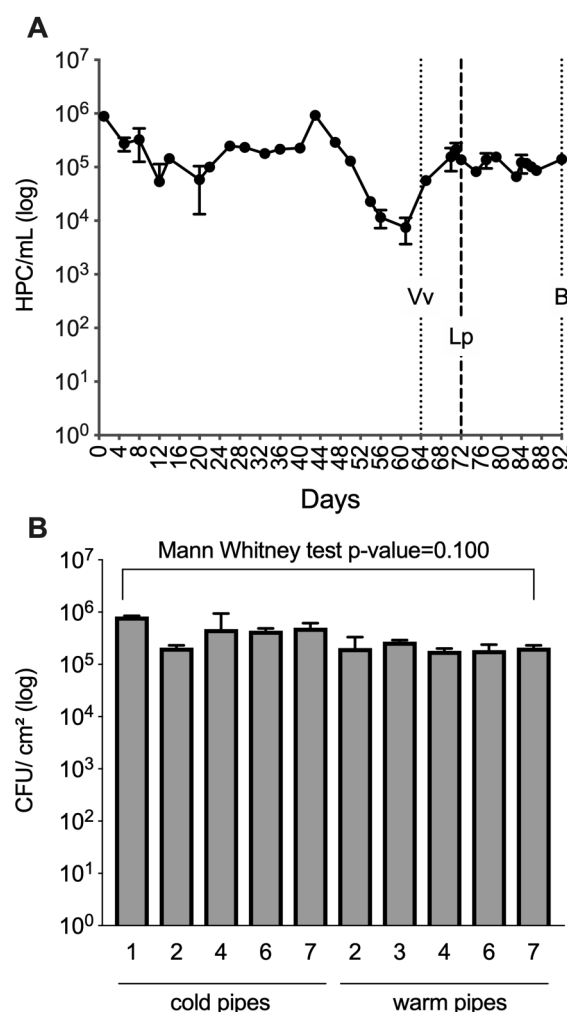 A
HPC/mL (log)
10⁷
10⁶
10⁵
10⁴
10³
10²
10¹
10⁰
Vv
Lp
B
0 4 8 12 16 20 24 28 32 36 40 44 48 52 56 60 64 68 72 76 80 84 88 92
Days
B
Mann Whitney test p-value=0.100
CFU/ cm² (log)
10⁷
10⁶
10⁵
10⁴
10³
10²
10¹
10⁰
1 2 4 6 7 2 3 4 6 7
cold pipes warm pipes